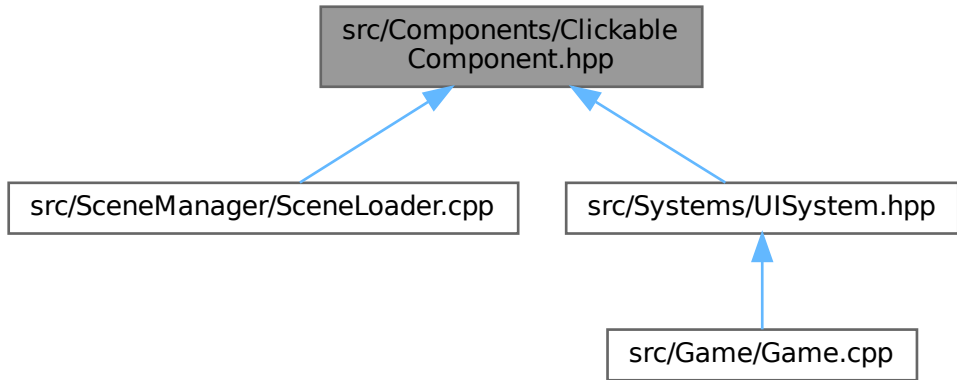 src/Components/Clickable
Component.hpp
src/SceneManager/SceneLoader.cpp
src/Systems/UISystem.hpp
src/Game/Game.cpp